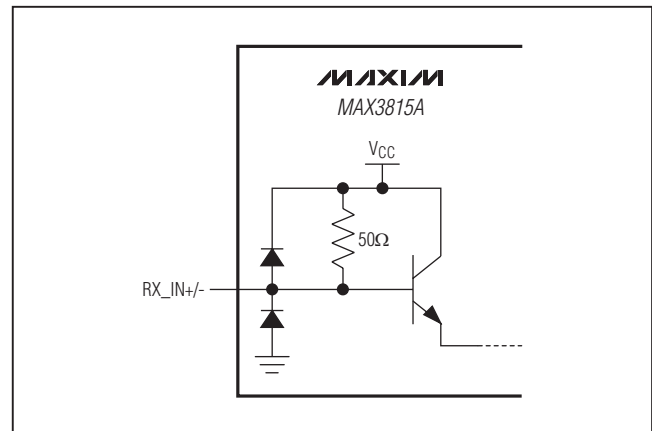 MAXIM
MAX3815A
VCC
50Ω
RX_IN+/-